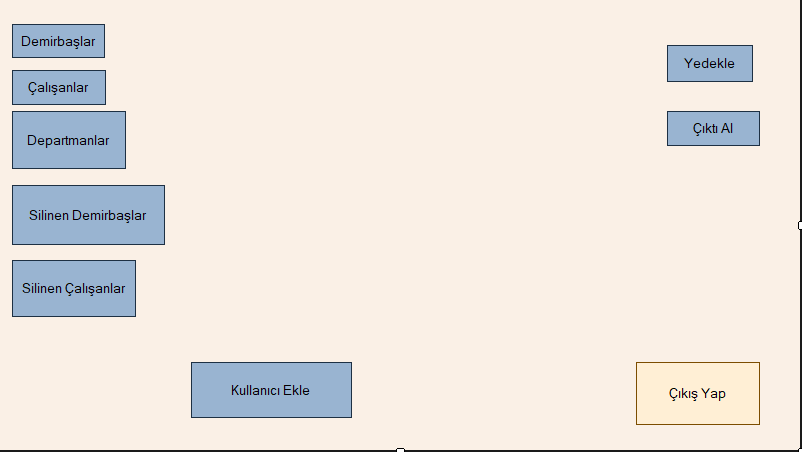 Demirbaşlar
Yedekle
Çalışanlar
Çıktı Al
Departmanlar
Silinen Demirbaşlar
Silinen Çalışanlar
Kullanıcı Ekle
Çıkış Yap